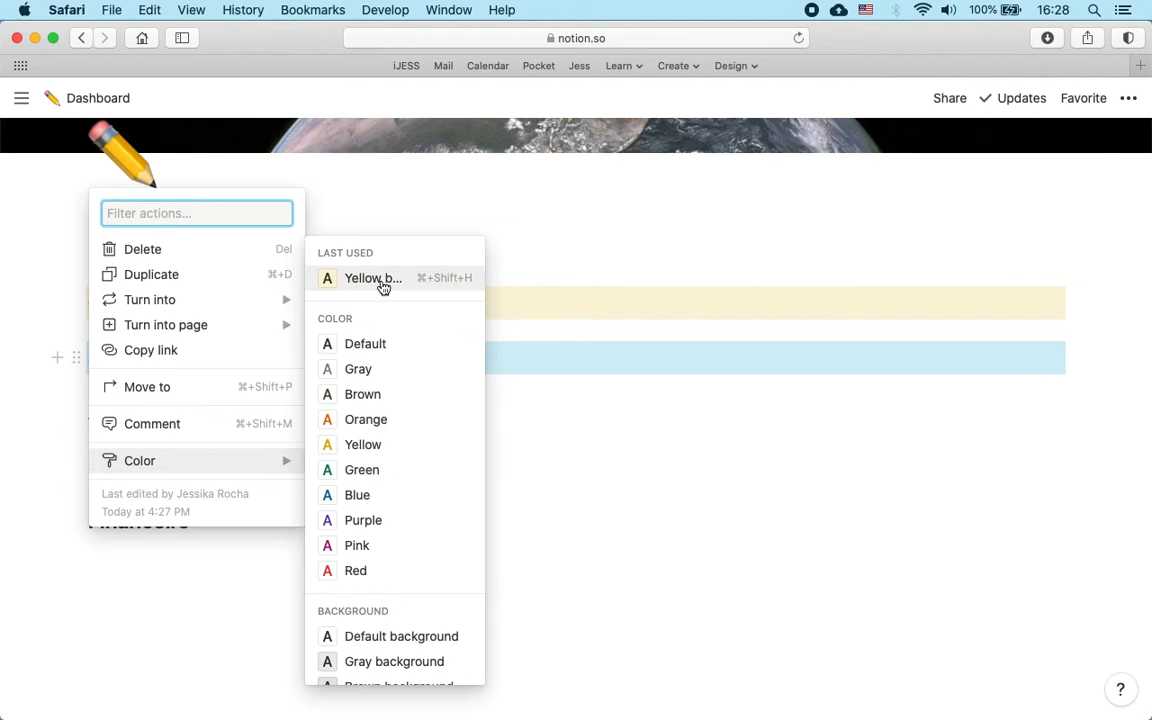 Safari File Edit View History Bookmarks Develop Window Help 100% 16:28
notion.so
iJESS Mail Calendar Pocket Jess Learn Create Design
Dashboard Share Updates Favorite
Filter actions...
Delete Del
Duplicate ⌘+D
Turn into
Turn into page
Copy link
Move to ⌘+Shift+P
Comment ⌘+Shift+M
Color
Last edited by Jessika Rocha
Today at 4:27 PM
LAST USED
A Yellow b... ⌘+Shift+H
COLOR
A Default
A Gray
A Brown
A Orange
A Yellow
A Green
A Blue
A Purple
A Pink
A Red
BACKGROUND
A Default background
A Gray background
A Brown background
?